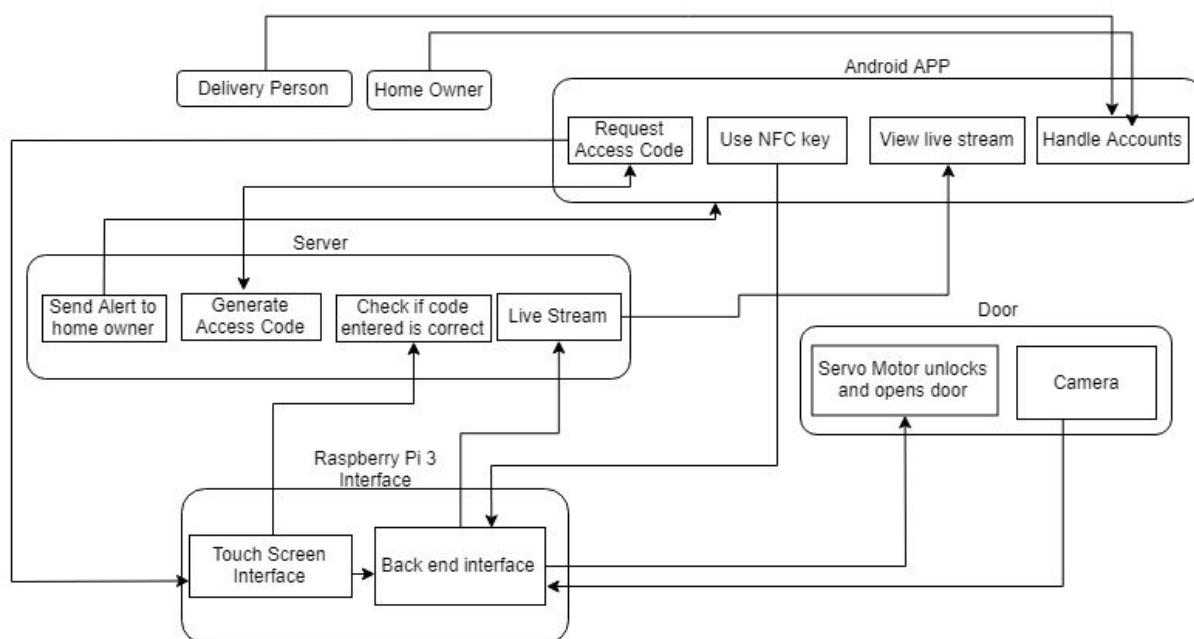 Delivery Person
Home Owner
Android APP
Request
Access Code
Use NFC key
View live stream
Handle Accounts
Server
Send Alert to
home owner
Generate
Access Code
Check if code
entered is correct
Live Stream
Door
Servo Motor unlocks
and opens door
Camera
Raspberry Pi 3
Interface
Touch Screen
Interface
Back end interface